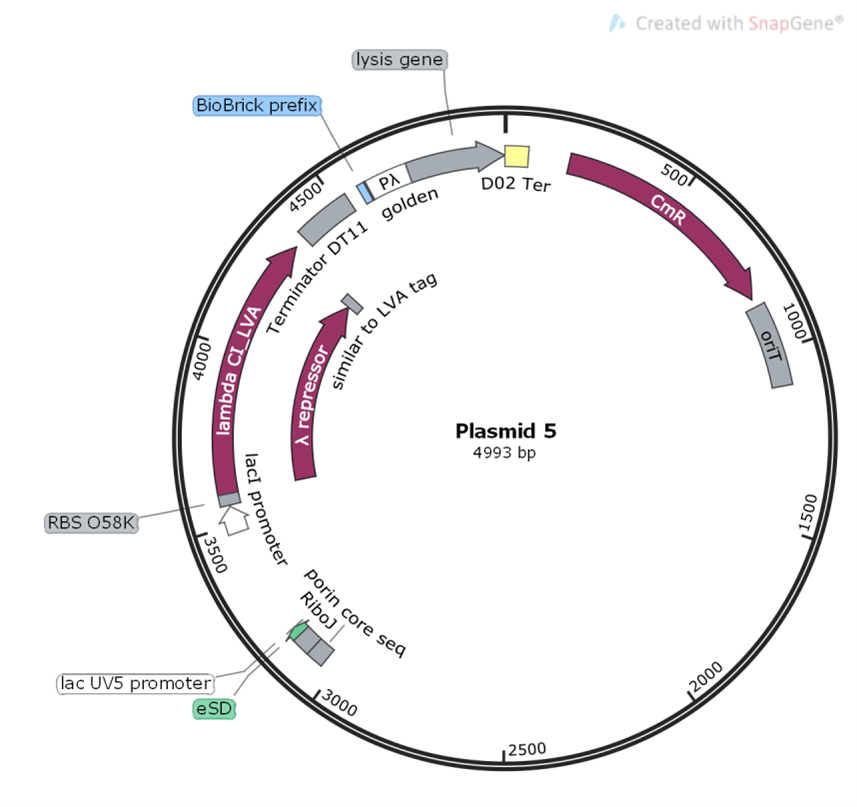 Created with SnapGene®
lysis gene
BioBrick prefix
Pλ
golden
D02 Ter
500
CmR
1000
oriT
4500
Terminator DT11
similar to LVA tag
λ repressor
lambda CI_LVA
4000
Plasmid 5
4993 bp
lacI promoter
RBS O58K
3500
1500
porin core seq
RiboJ
lac UV5 promoter
eSD
3000
2000
2500